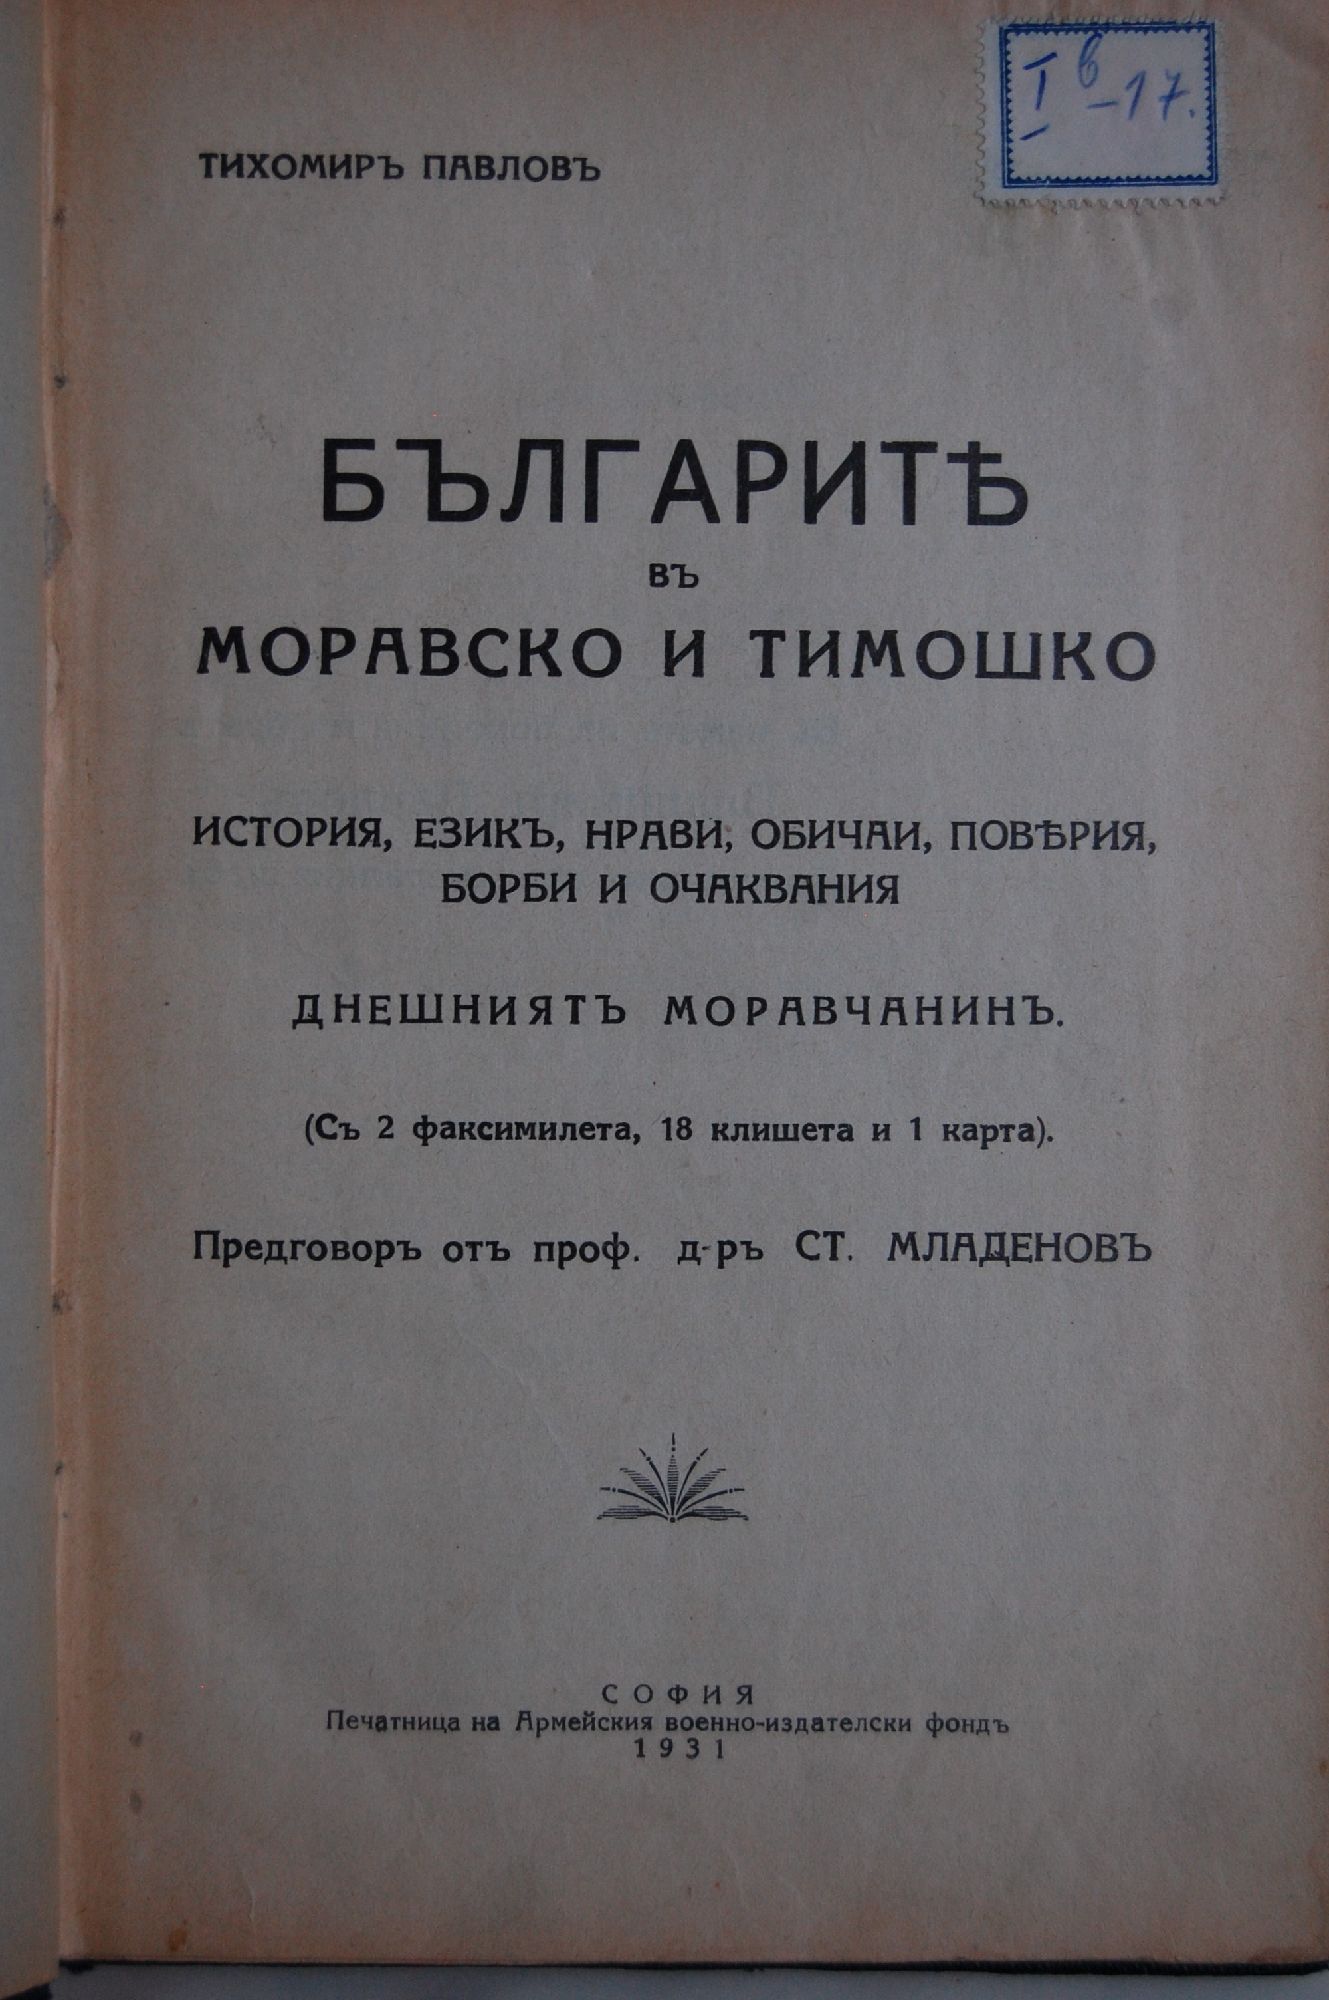 I в -17.
ТИХОМИРЪ ПАВЛОВЪ
БЪЛГАРИТѢ
ВЪ
МОРАВСКО И ТИМОШКО
ИСТОРИЯ, ЕЗИКЪ, НРАВИ, ОБИЧАИ, ПОВѢРИЯ,
БОРБИ И ОЧАКВАНИЯ
ДНЕШНИЯТЪ МОРАВЧАНИНЪ.
(Съ 2 факсимилета, 18 клишета и 1 карта).
Предговоръ отъ проф. д-ръ СТ. МЛАДЕНОВЪ
СОФИЯ
Печатница на Армейския военно-издателски фондъ
1931